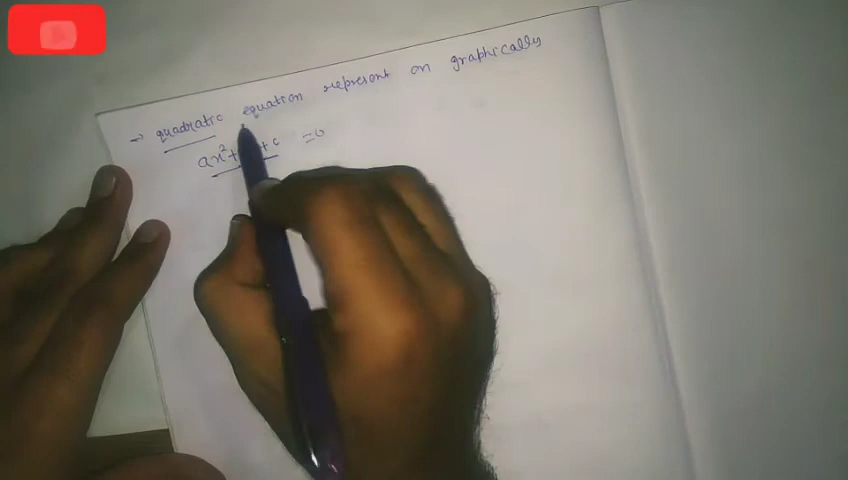 → quadratic equation represent on graphically
ax²+ + c = 0